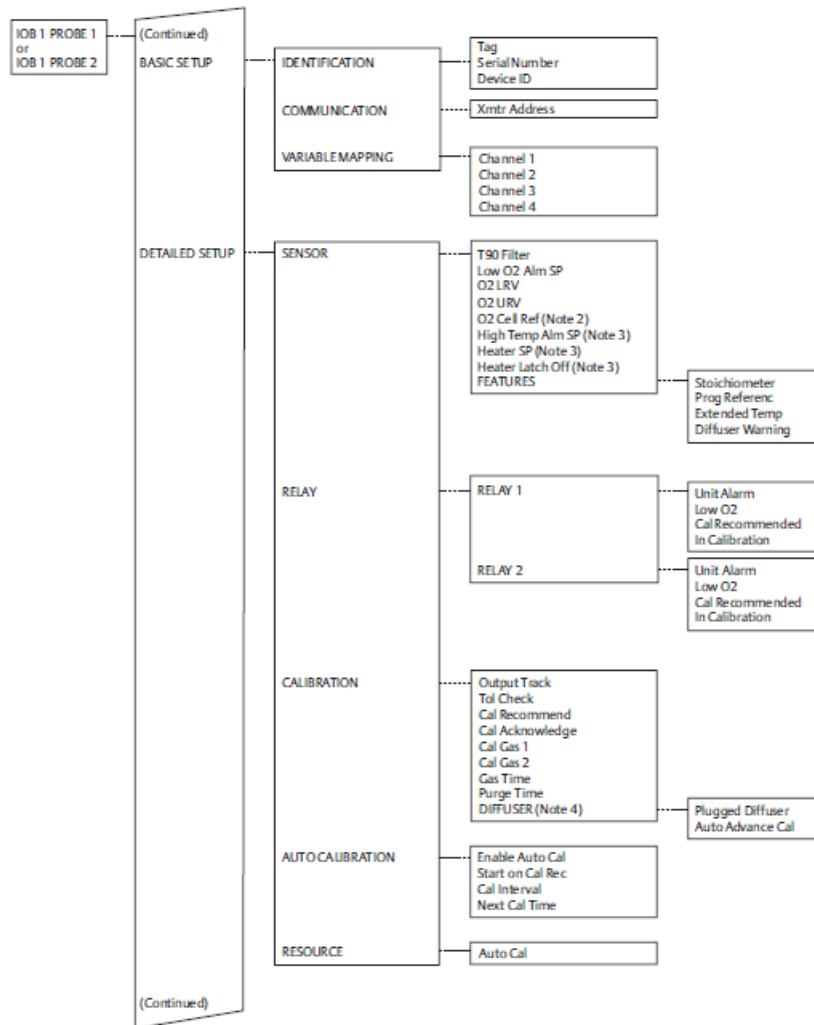 IOB 1 PROBE 1
or
IOB 1 PROBE 2
(Continued)
BASIC SETUP
IDENTIFICATION
Tag
Serial Number
Device ID
COMMUNICATION
Xmtr Address
VARIABLE MAPPING
Channel 1
Channel 2
Channel 3
Channel 4
DETAILED SETUP
SENSOR
T90 Filter
Low O2 Alm SP
O2 LRV
O2 URV
O2 Cell Ref (Note 2)
High Temp Alm SP (Note 3)
Heater SP (Note 3)
Heater Latch Off (Note 3)
FEATURES
Stoichiometer
Prog Referenc
Extended Temp
Diffuser Warning
RELAY
RELAY 1
Unit Alarm
Low O2
Cal Recommended
In Calibration
RELAY 2
Unit Alarm
Low O2
Cal Recommended
In Calibration
CALIBRATION
Output Track
Tol Check
Cal Recommend
Cal Acknowledge
Cal Gas 1
Cal Gas 2
Gas Time
Purge Time
DIFFUSER (Note 4)
Plugged Diffuser
Auto Advance Cal
AUTO CALIBRATION
Enable Auto Cal
Start on Cal Rec
Cal Interval
Next Cal Time
RESOURCE
Auto Cal
(Continued)